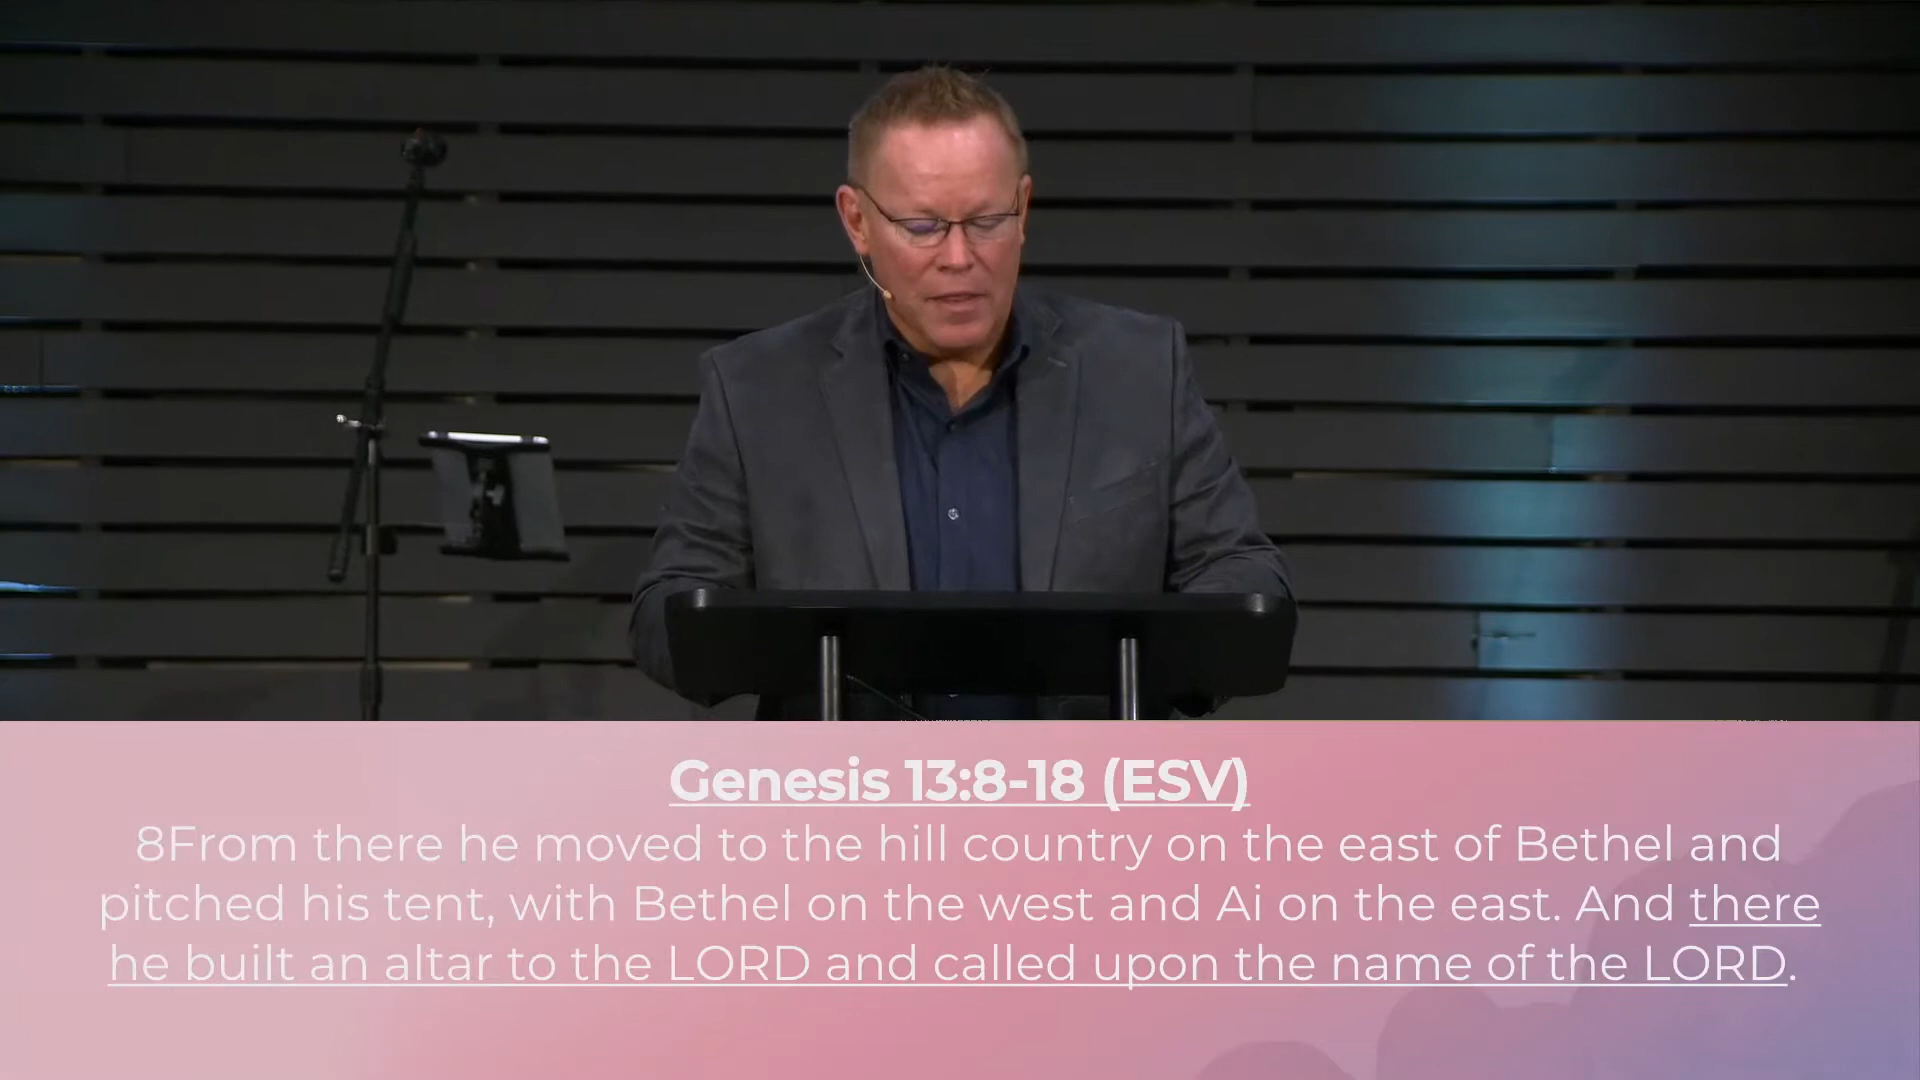 Genesis 13:8-18 (ESV)
8From there he moved to the hill country on the east of Bethel and
pitched his tent, with Bethel on the west and Ai on the east. And there
he built an altar to the LORD and called upon the name of the LORD.